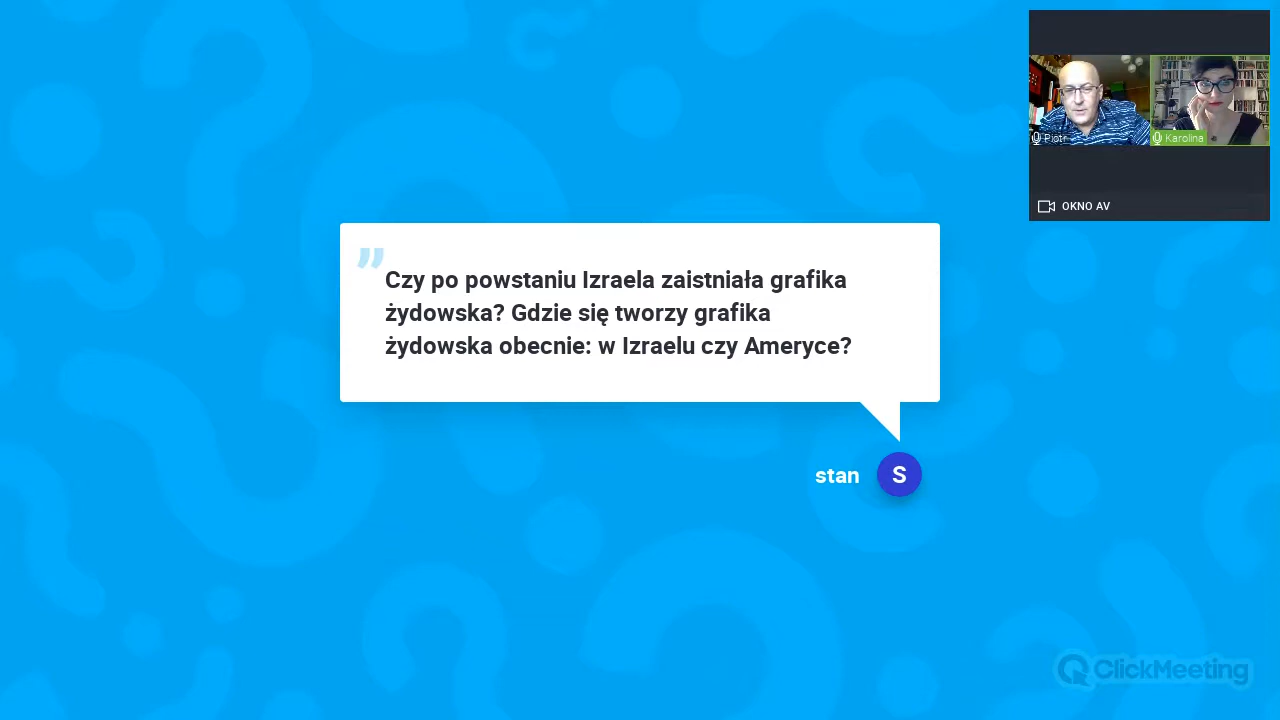 Piotr
Karolina
OKNO AV
”
Czy po powstaniu Izraela zaistniała grafika
żydowska? Gdzie się tworzy grafika
żydowska obecnie: w Izraelu czy Ameryce?
stan
S
ClickMeeting